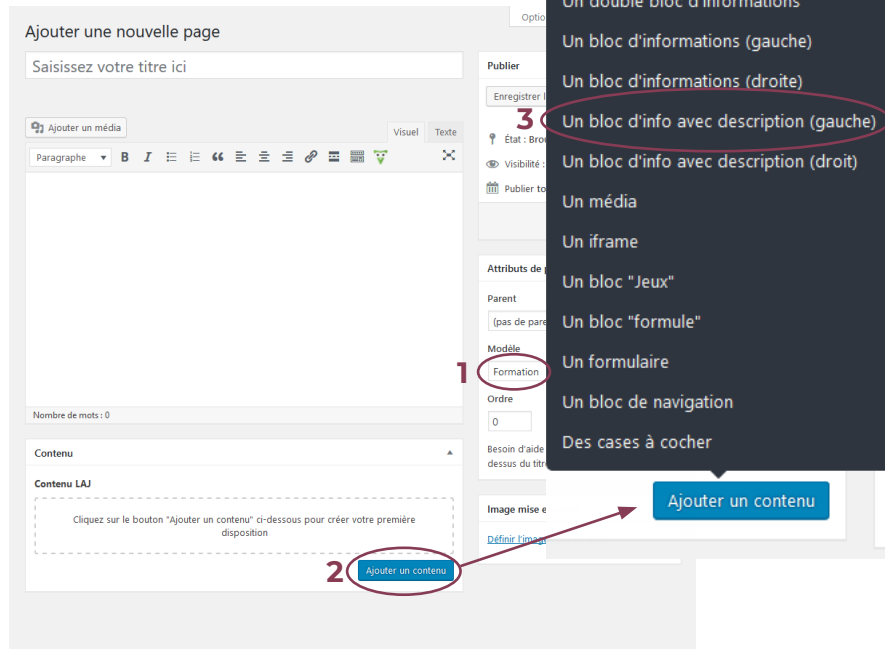 Ajouter une nouvelle page
Saisissez votre titre ici
Ajouter un média
Visuel
Texte
Paragraphe
B I
Nombre de mots : 0
Contenu
Contenu LAJ
Cliquez sur le bouton "Ajouter un contenu" ci-dessous pour créer votre première
disposition
2
Ajouter un contenu
Publier
Enregistrer
État :
Visibilité :
Publier
Attributs de
Parent
(pas de
1
Modèle
Formation
Ordre
0
Besoin d'aide
dessus du
Image mise
Définir
Un double bloc d'informations
Un bloc d'informations (gauche)
Un bloc d'informations (droite)
3
Un bloc d'info avec description (gauche)
Un bloc d'info avec description (droit)
Un média
Un iframe
Un bloc "Jeux"
Un bloc "formule"
Un formulaire
Un bloc de navigation
Des cases à cocher
Ajouter un contenu